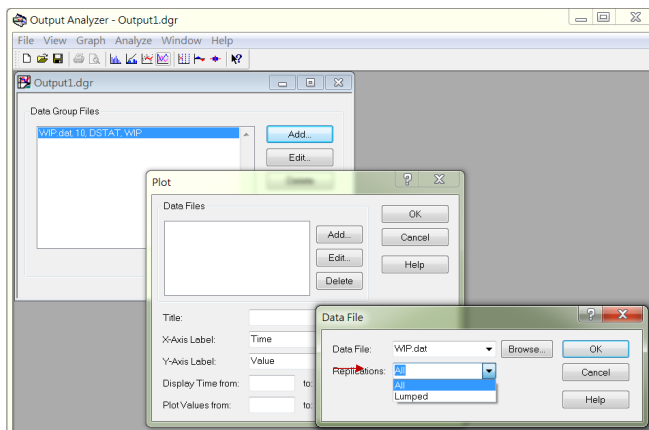 Output Analyzer - Output1.dgr
File View Graph Analyze Window Help
Output1.dgr
Data Group Files
WIP.dat, 10, DSTAT, WIP
Add...
Edit...
Delete
Plot
Data Files
Add...
Edit...
Delete
OK
Cancel
Help
Title:
X-Axis Label: Time
Y-Axis Label: Value
Display Time from: to:
Plot Values from: to:
Data File
Data File: WIP.dat Browse... OK
Replications: All Cancel
All
Lumped
Help